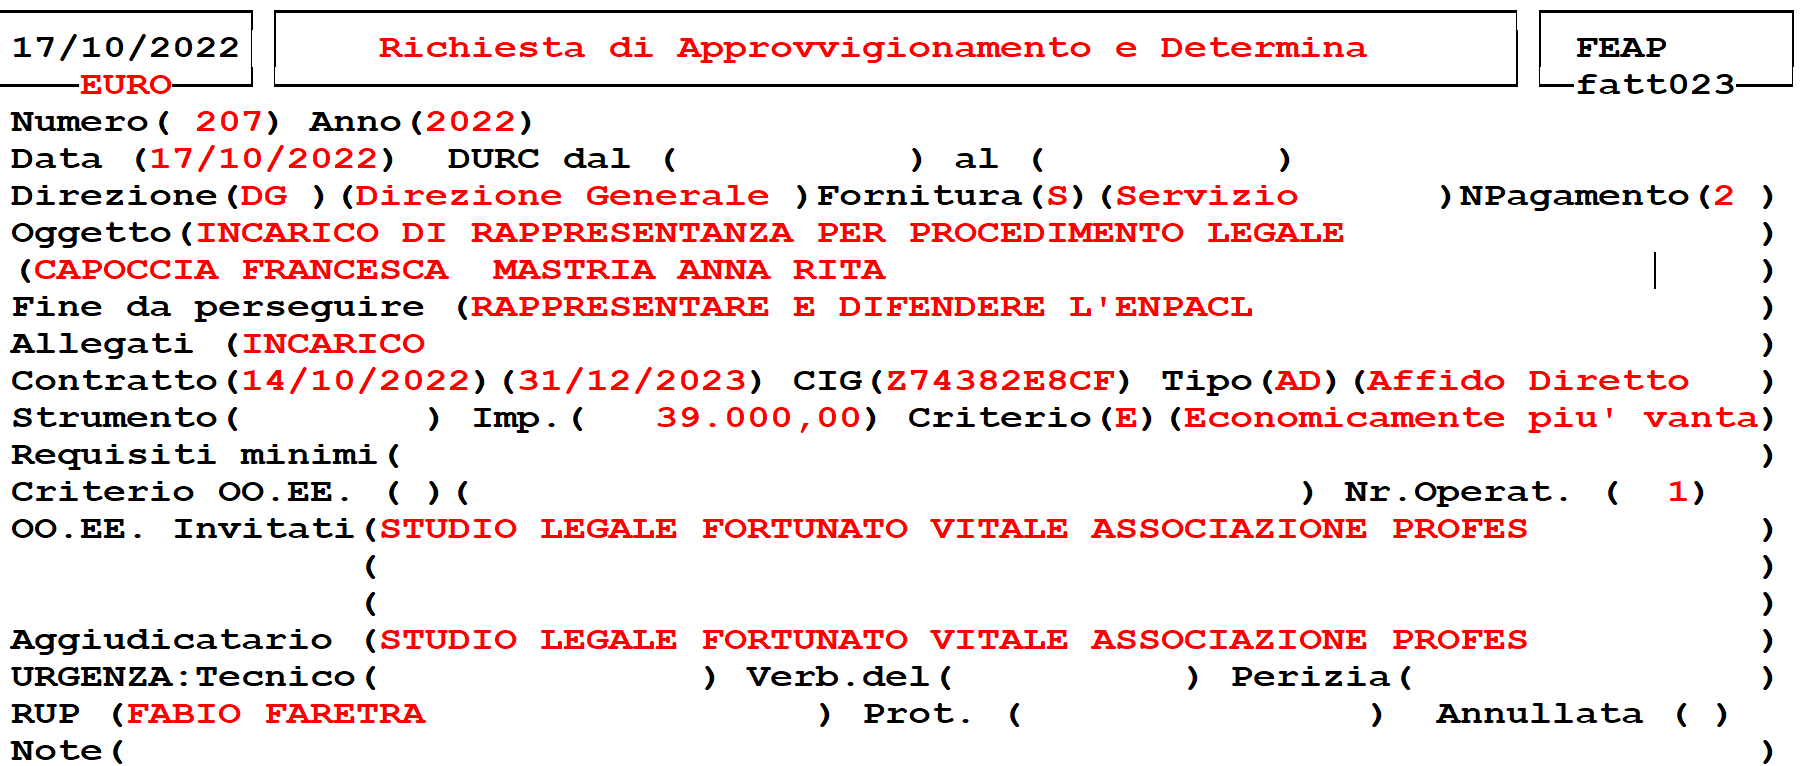 17/10/2022 Richiesta di Approvvigionamento e Determina FEAP
EURO fatt023
Numero( 207) Anno(2022)
Data (17/10/2022) DURC dal ( ) al ( )
Direzione(DG )(Direzione Generale )Fornitura(S)(Servizio )NPagamento(2 )
Oggetto(INCARICO DI RAPPRESENTANZA PER PROCEDIMENTO LEGALE )
(CAPOCCIA FRANCESCA MASTRIA ANNA RITA )
Fine da perseguire (RAPPRESENTARE E DIFENDERE L'ENPACL )
Allegati (INCARICO )
Contratto(14/10/2022)(31/12/2023) CIG(Z74382E8CF) Tipo(AD)(Affido Diretto )
Strumento( ) Imp.( 39.000,00) Criterio(E)(Economicamente piu' vanta)
Requisiti minimi( )
Criterio OO.EE. ( )( ) Nr.Operat. ( 1)
OO.EE. Invitati(STUDIO LEGALE FORTUNATO VITALE ASSOCIAZIONE PROFES )
( )
( )
Aggiudicatario (STUDIO LEGALE FORTUNATO VITALE ASSOCIAZIONE PROFES )
URGENZA:Tecnico( ) Verb.del( ) Perizia( )
RUP (FABIO FARETRA ) Prot. ( ) Annullata ( )
Note( )